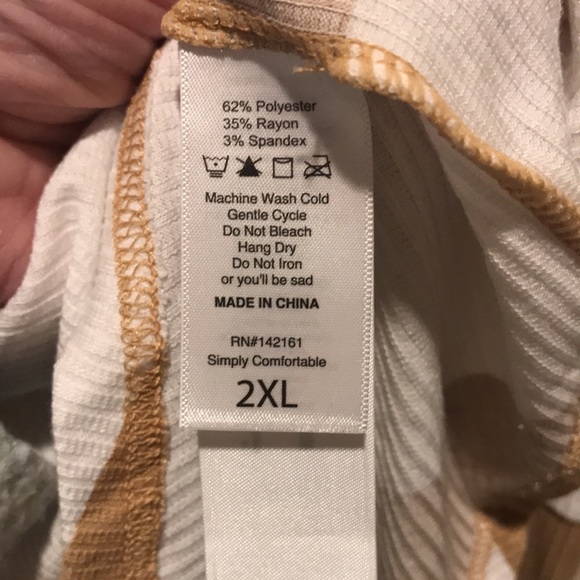 62% Polyester
35% Rayon
3% Spandex
Machine Wash Cold
Gentle Cycle
Do Not Bleach
Hang Dry
Do Not Iron
or you'll be sad
MADE IN CHINA
RN#142161
Simply Comfortable
2XL